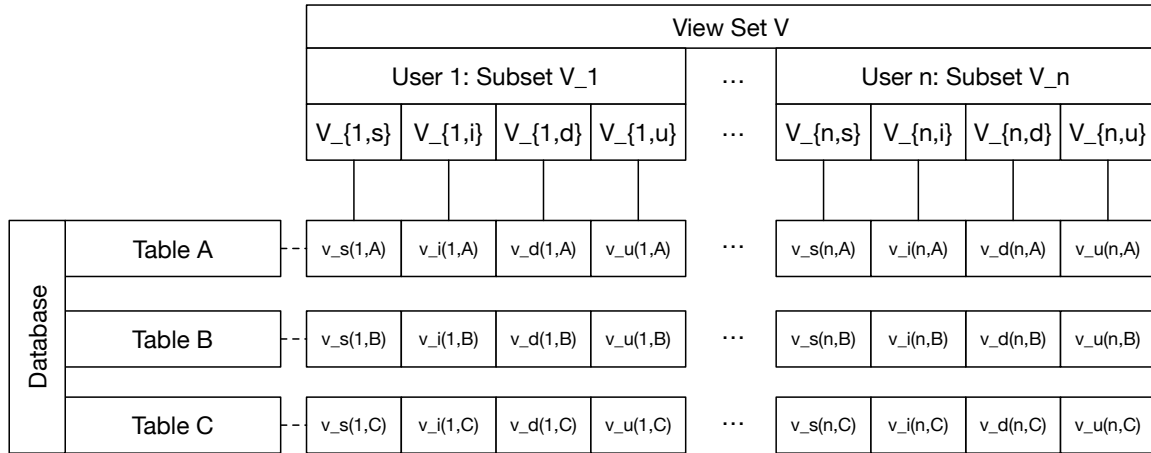 View Set V
User 1: Subset V_1 ... User n: Subset V_n
V_{1,s} V_{1,i} V_{1,d} V_{1,u} ... V_{n,s} V_{n,i} V_{n,d} V_{n,u}
Table A v_s(1,A) v_i(1,A) v_d(1,A) v_u(1,A) ... v_s(n,A) v_i(n,A) v_d(n,A) v_u(n,A)
Database
Table B v_s(1,B) v_i(1,B) v_d(1,B) v_u(1,B) ... v_s(n,B) v_i(n,B) v_d(n,B) v_u(n,B)
Table C v_s(1,C) v_i(1,C) v_d(1,C) v_u(1,C) ... v_s(n,C) v_i(n,C) v_d(n,C) v_u(n,C)